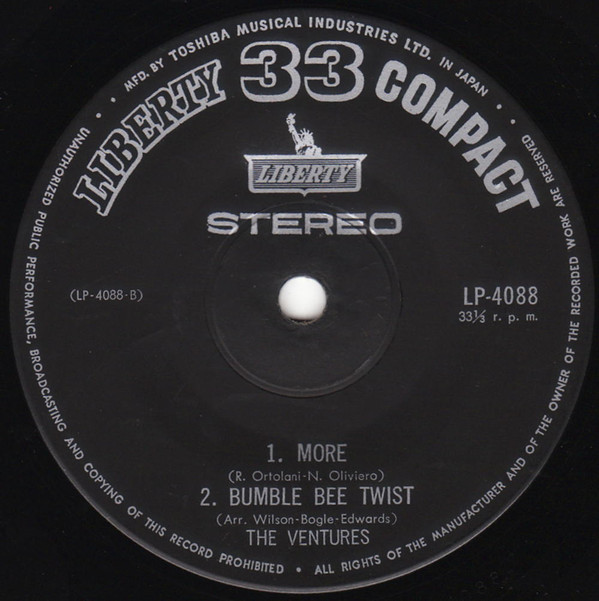 • MFD. BY TOSHIBA MUSICAL INDUSTRIES LTD. IN JAPAN •
LIBERTY 33 COMPACT
LIBERTY
STEREO
(LP-4088-B)
LP-4088
33⅓ r. p. m.
1. MORE
(R. Ortolani-N. Oliviero)
2. BUMBLE BEE TWIST
(Arr. Wilson-Bogle-Edwards)
THE VENTURES
• UNAUTHORIZED PUBLIC PERFORMANCE, BROADCASTING AND COPYING OF THIS RECORD PROHIBITED • ALL RIGHTS OF THE MANUFACTURER AND OF THE OWNER OF THE RECORDED WORK ARE RESERVED •